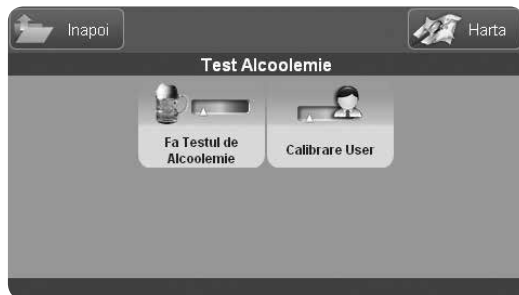 Inapoi
Harta
Test Alcoolemie
Fa Testul de
Alcoolemie
Calibrare User